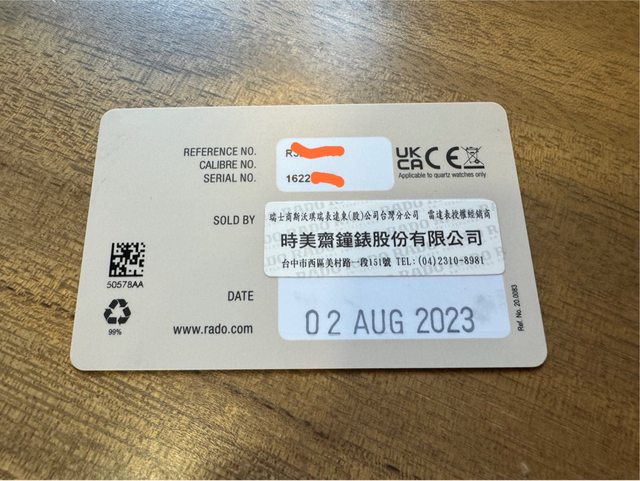 REFERENCE NO.
CALIBRE NO.
SERIAL NO. 1622
UK
CA CE
Applicable to quartz watches only
SOLD BY
瑞士商斯沃琪瑞表遠東(股)公司台灣分公司 雷達表授權經銷商
時美齋鐘錶股份有限公司
台中市西區美村路一段151號 TEL:(04)2310-8981
50578AA
99%
DATE 02 AUG 2023
www.rado.com
Ref. No. 20.0083